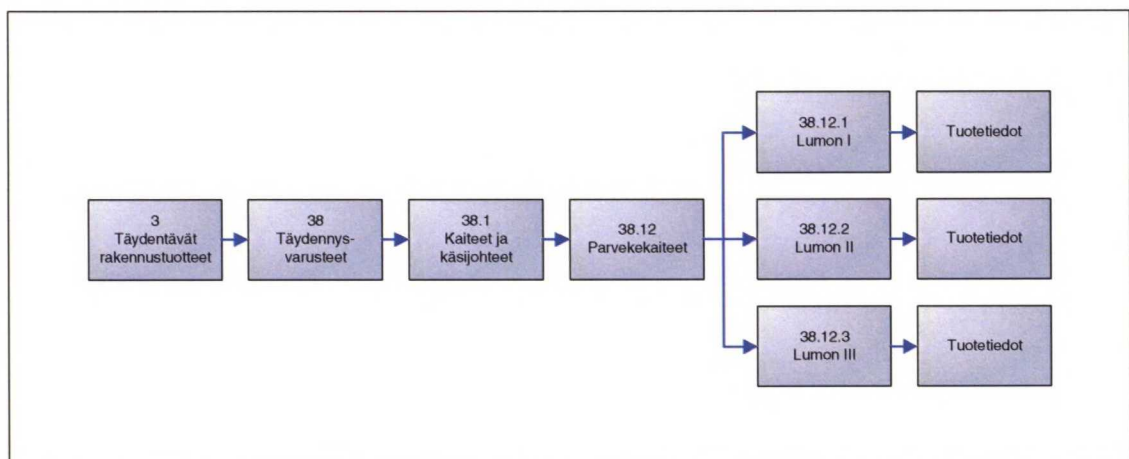 3
Täydentävät
rakennustuotteet
38
Täydennys-
varusteet
38.1
Kaiteet ja
käsijohteet
38.12
Parvekekaiteet
38.12.1
Lumon I
Tuotetiedot
38.12.2
Lumon II
Tuotetiedot
38.12.3
Lumon III
Tuotetiedot